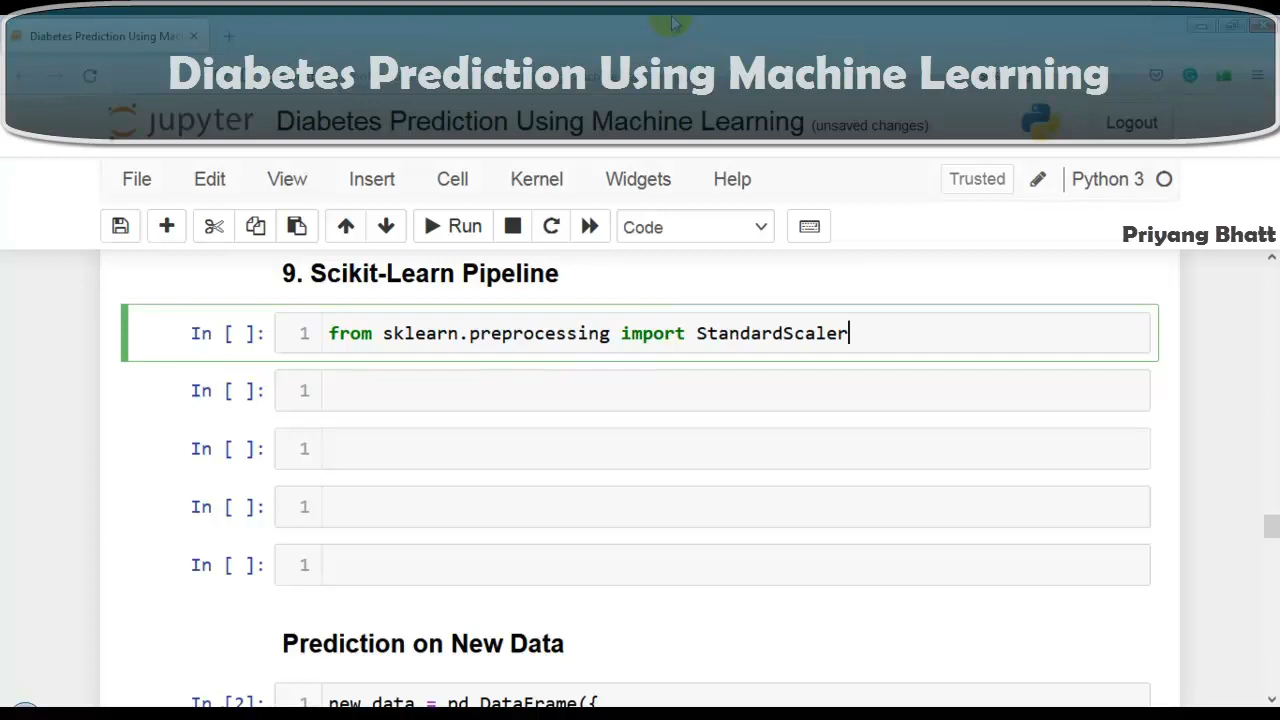 Diabetes Prediction Using Mac
Diabetes Prediction Using Machine Learning
jupyter Diabetes Prediction Using Machine Learning (unsaved changes) Logout
File Edit View Insert Cell Kernel Widgets Help Trusted Python 3
Run Code
Priyang Bhatt
9. Scikit-Learn Pipeline
In [ ]: 1 from sklearn.preprocessing import StandardScaler
In [ ]: 1
In [ ]: 1
In [ ]: 1
In [ ]: 1
Prediction on New Data
In [2]: 1 new_data = pd.DataFrame({